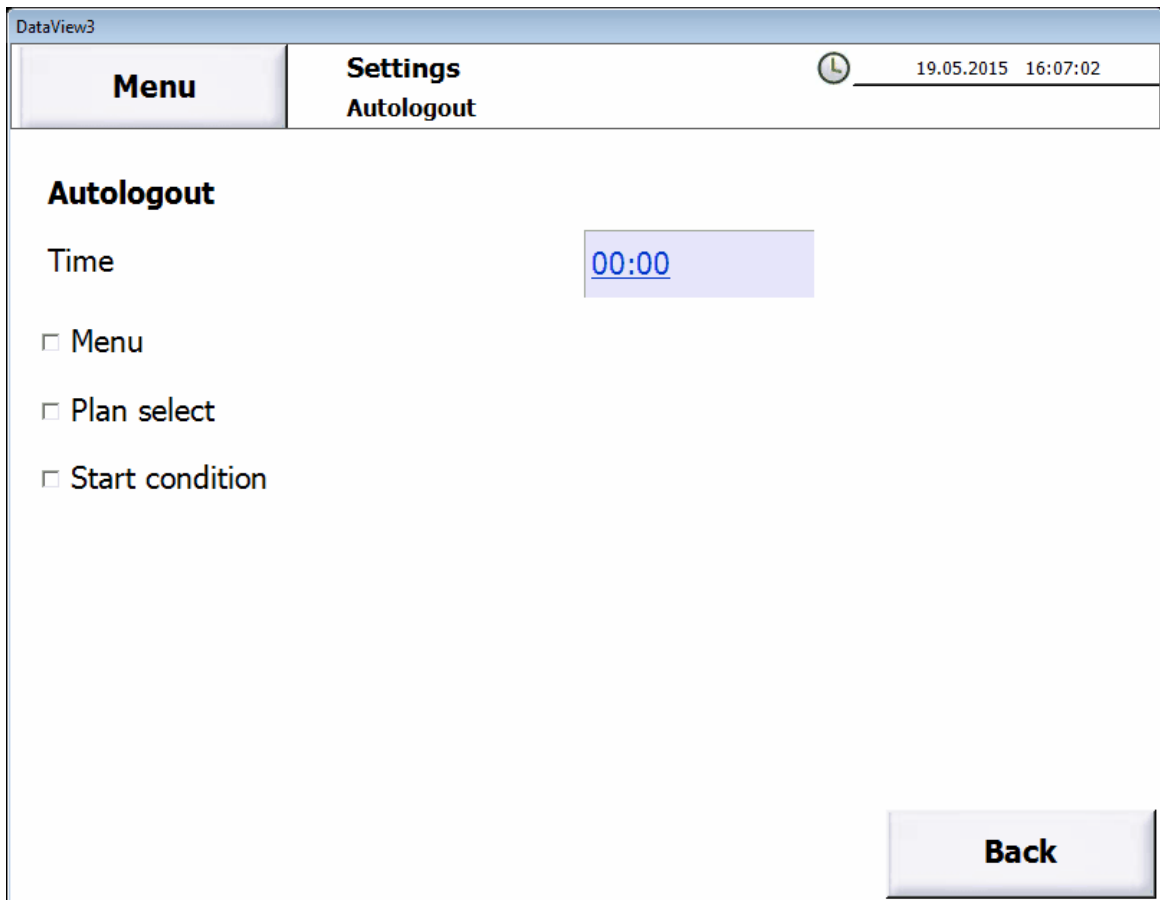 DataView3
Menu
Settings
19.05.2015 16:07:02
Autologout
Autologout
Time
00:00
Menu
Plan select
Start condition
Back